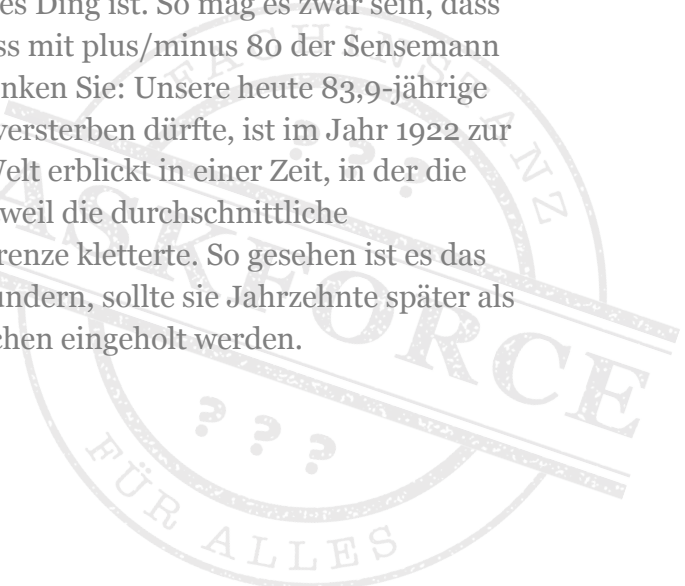 es Ding ist. So mag es zwar sein, dass
ss mit plus/minus 80 der Sensemann
nken Sie: Unsere heute 83,9-jährige
versterben dürfte, ist im Jahr 1922 zur
Welt erblickt in einer Zeit, in der die
weil die durchschnittliche
renze kletterte. So gesehen ist es das
undern, sollte sie Jahrzehnte später als
chen eingeholt werden.
FACHINSTANZ
???
ASKFORCE
???
FÜR ALLES